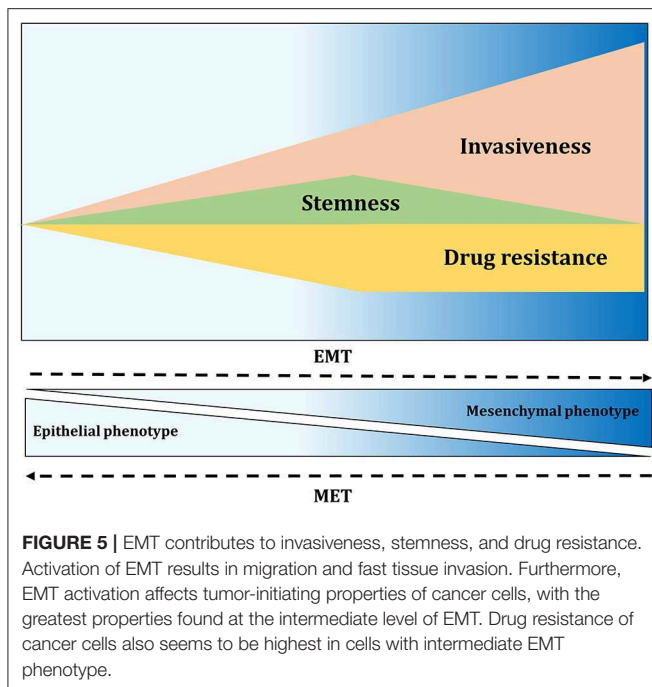 Invasiveness
Stemness
Drug resistance
EMT
Mesenchymal phenotype
Epithelial phenotype
MET
FIGURE 5 | EMT contributes to invasiveness, stemness, and drug resistance.
Activation of EMT results in migration and fast tissue invasion. Furthermore,
EMT activation affects tumor-initiating properties of cancer cells, with the
greatest properties found at the intermediate level of EMT. Drug resistance of
cancer cells also seems to be highest in cells with intermediate EMT
phenotype.